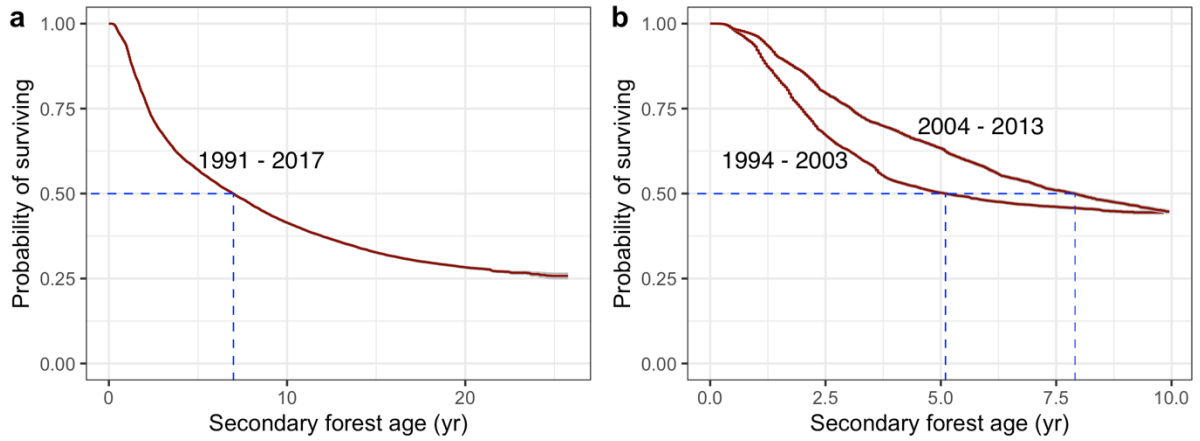 a
Probability of surviving
1.00
0.75
0.50
0.25
0.00
1991 - 2017
0
10
20
Secondary forest age (yr)
b
Probability of surviving
1.00
0.75
0.50
0.25
0.00
2004 - 2013
1994 - 2003
0.0
2.5
5.0
7.5
10.0
Secondary forest age (yr)